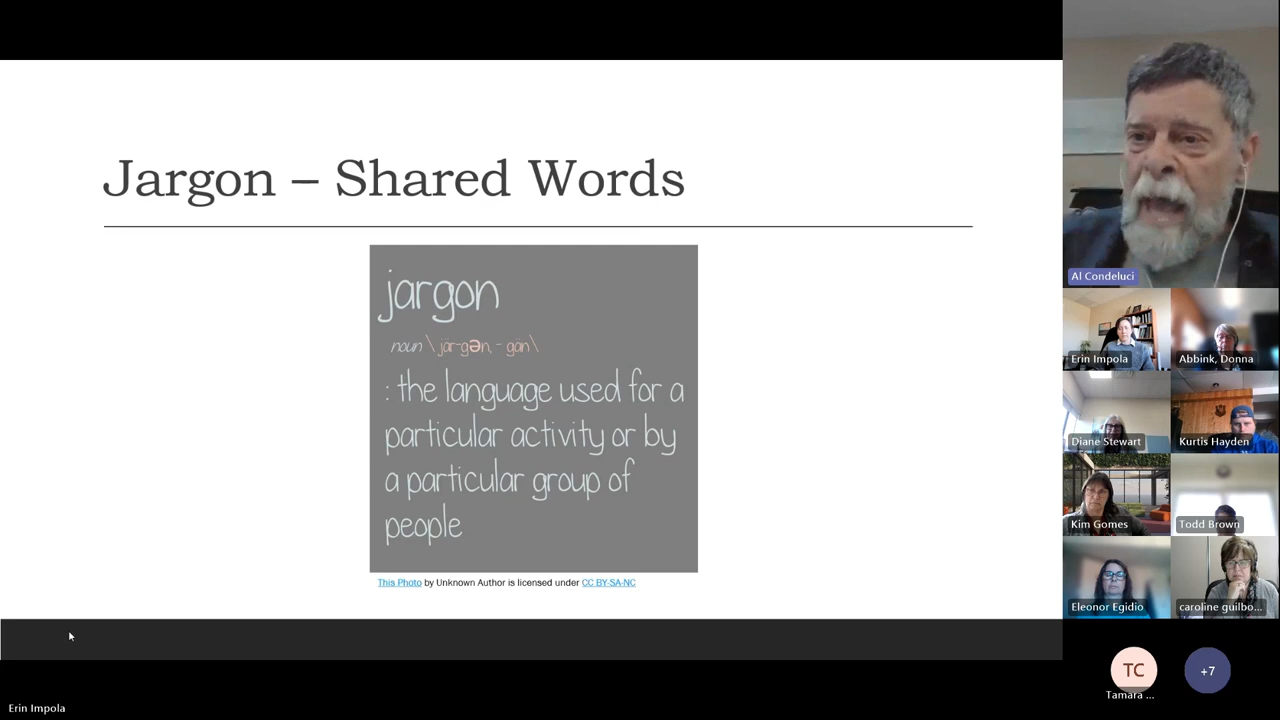 Jargon – Shared Words
jargon
noun \ jär-gən, - gän\
: the language used for a
particular activity or by
a particular group of
people
This Photo by Unknown Author is licensed under CC BY-SA-NC
Erin Impola
Al Condeluci
Erin Impola
Abbink, Donna
Diane Stewart
Kurtis Hayden
Kim Gomes
Todd Brown
Eleonor Egidio
caroline guilbo...
TC
Tamara ...
+7